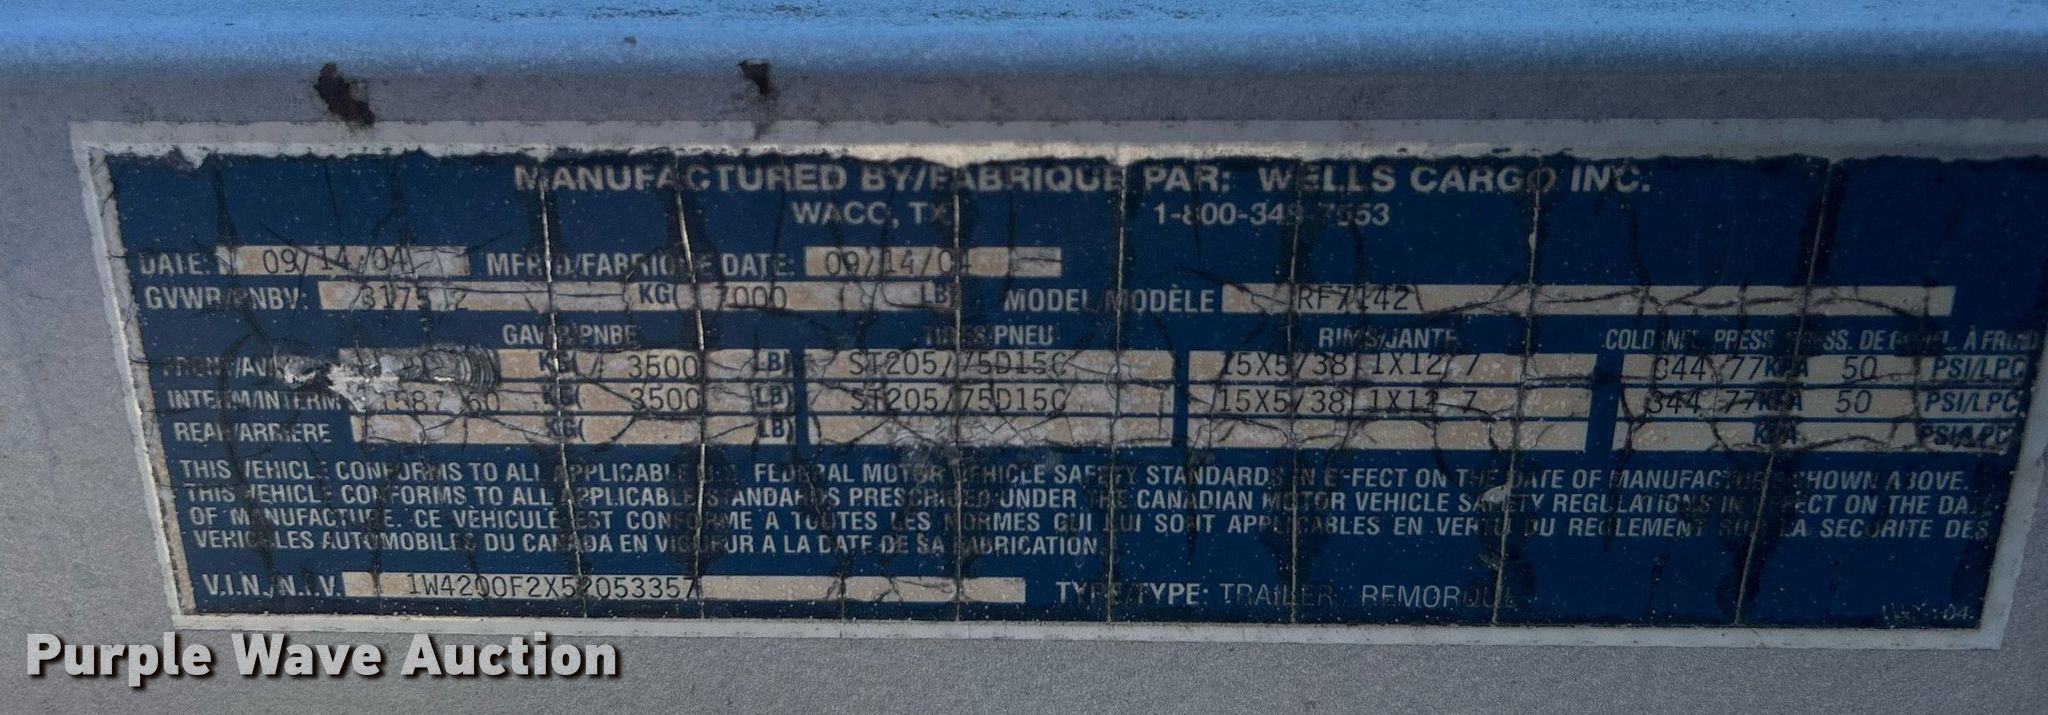 MANUFACTURED BY/FABRIQUE PAR: WELLS CARGO INC.
WACO, TX 1-800-348-7553
DATE: 09/14/04 MFR'D/FABRIQUE DATE: 09/14/04
GVWR/PNBV: 3175.2 KG( 7000 LB) MODEL/MODÈLE RF7142
GAWR/PNBE TIRES/PNEU RIMS/JANTE COLD INFL. PRESS./PRESS. DE GONFL. À FROID
FRONT/AVANT KG( 3500 LB) ST205/75D15C 15X5/38.1X12.7 344.77 KPA 50 PSI/LPC
INTERM/INTERM 1587.60 KG( 3500 LB) ST205/75D15C 15X5/38.1X12.7 344.77 KPA 50 PSI/LPC
REAR/ARRIERE KG( LB) KPA PSI/LPC
THIS VEHICLE CONFORMS TO ALL APPLICABLE U.S. FEDERAL MOTOR VEHICLE SAFETY STANDARDS IN EFFECT ON THE DATE OF MANUFACTURE SHOWN ABOVE.
THIS VEHICLE CONFORMS TO ALL APPLICABLE STANDARDS PRESCRIBED UNDER THE CANADIAN MOTOR VEHICLE SAFETY REGULATIONS IN EFFECT ON THE DATE
OF MANUFACTURE. CE VÈHICULE EST CONFORME A TOUTES LES NORMES QUI LUI SONT APPLICABLES EN VERTU DU REGLEMENT SUR LA SECURITE DES
VEHICLES AUTOMOBILES DU CANADA EN VIGUEUR A LA DATE DE SA FABRICATION
V.I.N./N.I.V. 1W4200F2X52053357 TYPE/TYPE: TRAILER / REMORQUE
Purple Wave Auction